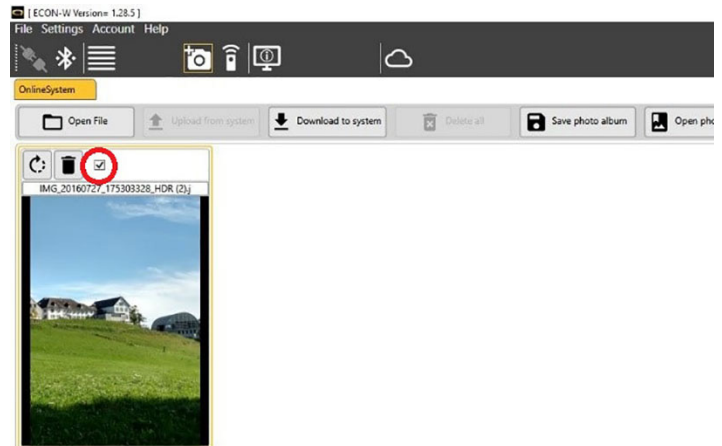 [ ECON-W Version= 1.28.5 ]
File Settings Account Help
OnlineSystem
Open File
Upload from system
Download to system
Delete all
Save photo album
Open pho
IMG_20160727_175303328_HDR (2).j